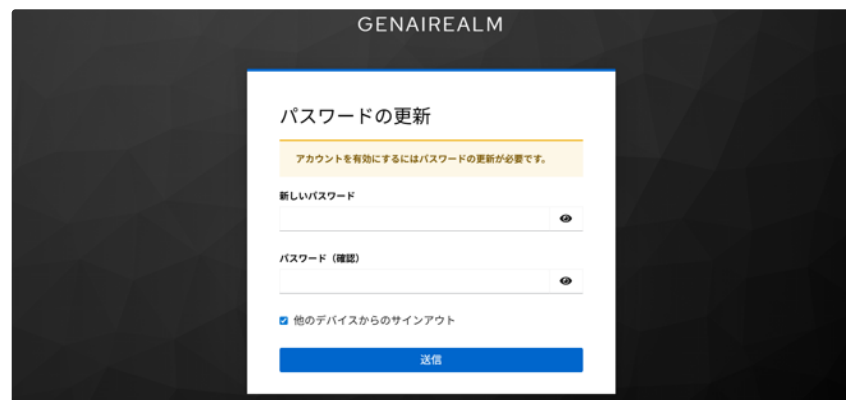 GENAIREALM
パスワードの更新
アカウントを有効にするにはパスワードの更新が必要です。
新しいパスワード
パスワード（確認）
他のデバイスからのサインアウト
送信